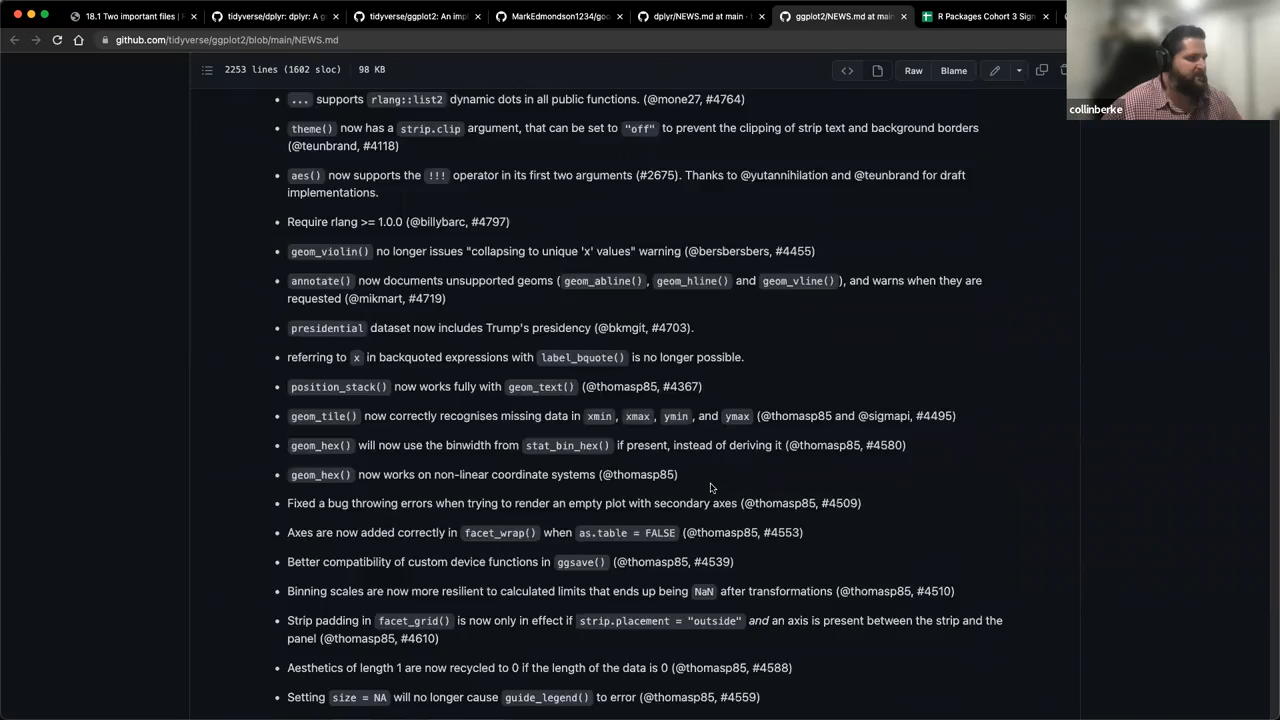 18.1 Two important files | F
tidyverse/dplyr: dplyr: A g
tidyverse/ggplot2: An impl
MarkEdmondson1234/goo
dplyr/NEWS.md at main · t
ggplot2/NEWS.md at main
R Packages Cohort 3 Sign
github.com/tidyverse/ggplot2/blob/main/NEWS.md
2253 lines (1602 sloc) 98 KB
Raw
Blame
collinberke
... supports rlang::list2 dynamic dots in all public functions. (@mone27, #4764)
theme() now has a strip.clip argument, that can be set to "off" to prevent the clipping of strip text and background borders
(@teunbrand, #4118)
aes() now supports the !!! operator in its first two arguments (#2675). Thanks to @yutannihilation and @teunbrand for draft
implementations.
Require rlang >= 1.0.0 (@billybarc, #4797)
geom_violin() no longer issues "collapsing to unique 'x' values" warning (@bersbersbers, #4455)
annotate() now documents unsupported geoms (geom_abline(), geom_hline() and geom_vline()), and warns when they are
requested (@mikmart, #4719)
presidential dataset now includes Trump's presidency (@bkmgit, #4703).
referring to x in backquoted expressions with label_bquote() is no longer possible.
position_stack() now works fully with geom_text() (@thomasp85, #4367)
geom_tile() now correctly recognises missing data in xmin, xmax, ymin, and ymax (@thomasp85 and @sigmapi, #4495)
geom_hex() will now use the binwidth from stat_bin_hex() if present, instead of deriving it (@thomasp85, #4580)
geom_hex() now works on non-linear coordinate systems (@thomasp85)
Fixed a bug throwing errors when trying to render an empty plot with secondary axes (@thomasp85, #4509)
Axes are now added correctly in facet_wrap() when as.table = FALSE (@thomasp85, #4553)
Better compatibility of custom device functions in ggsave() (@thomasp85, #4539)
Binning scales are now more resilient to calculated limits that ends up being NaN after transformations (@thomasp85, #4510)
Strip padding in facet_grid() is now only in effect if strip.placement = "outside" and an axis is present between the strip and the
panel (@thomasp85, #4610)
Aesthetics of length 1 are now recycled to 0 if the length of the data is 0 (@thomasp85, #4588)
Setting size = NA will no longer cause guide_legend() to error (@thomasp85, #4559)